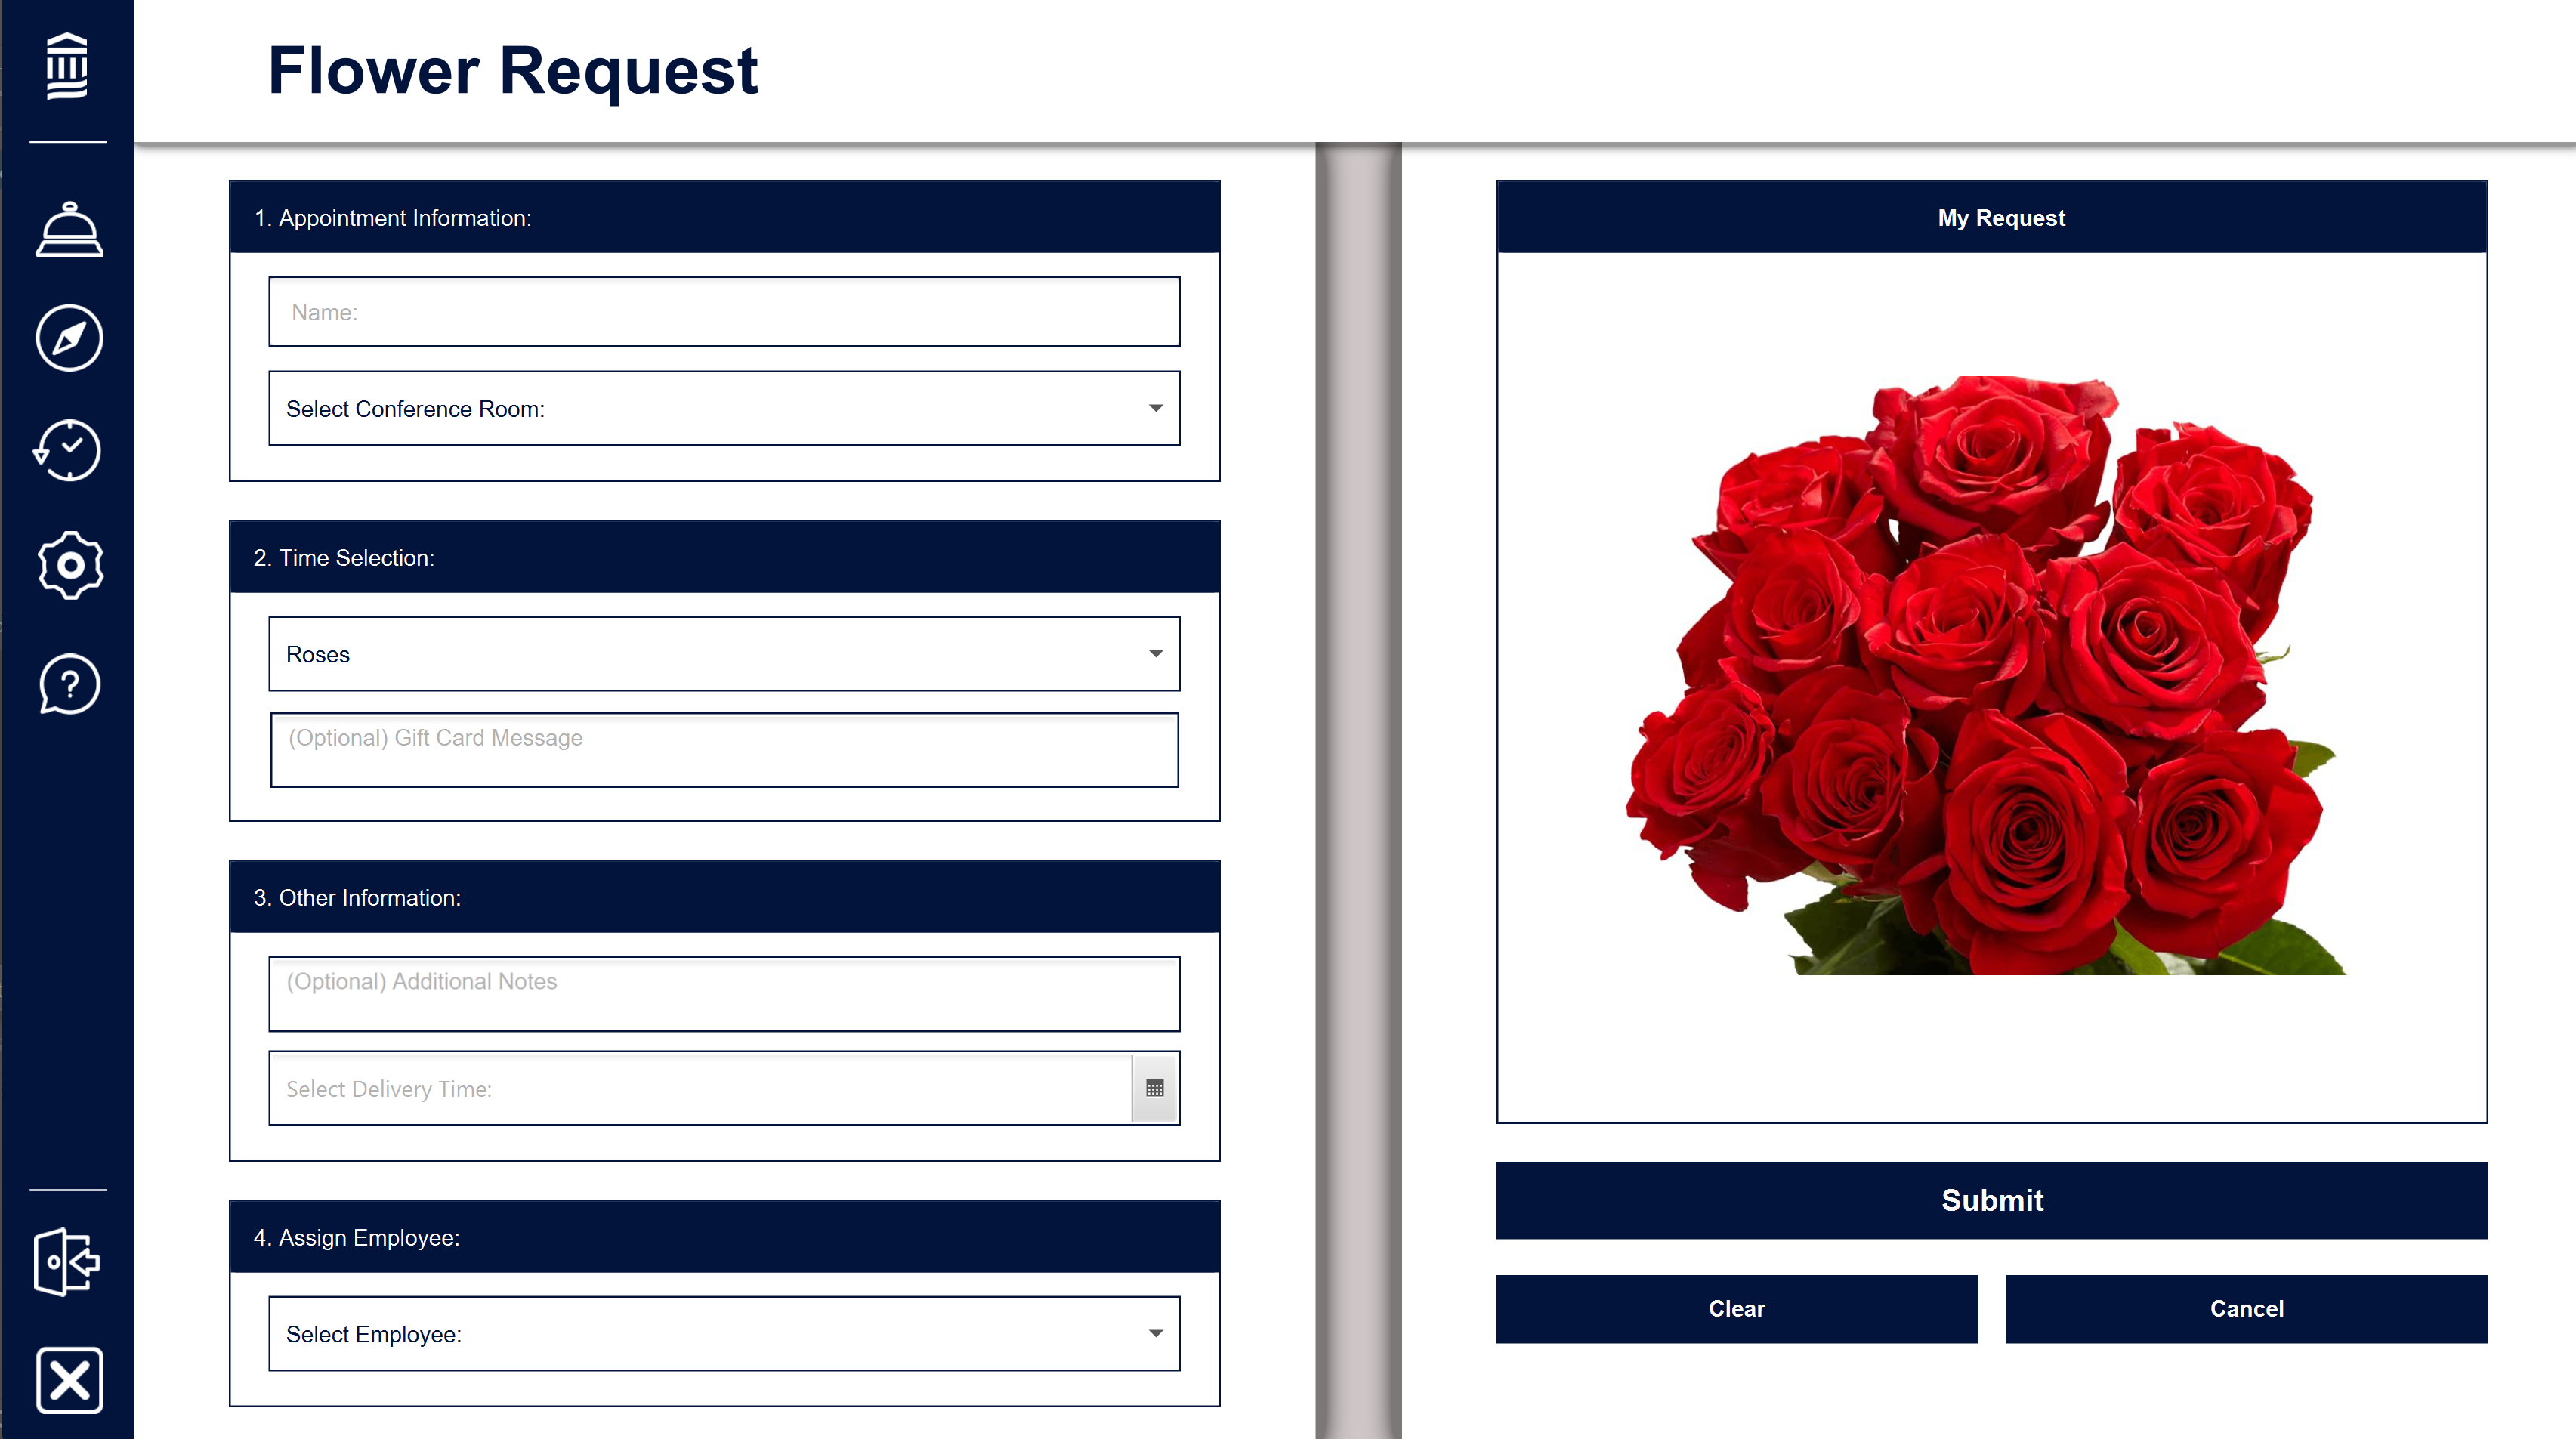 Flower Request
1. Appointment Information:
Name:
Select Conference Room:
2. Time Selection:
Roses
(Optional) Gift Card Message
3. Other Information:
(Optional) Additional Notes
Select Delivery Time:
4. Assign Employee:
Select Employee:
My Request
Submit
Clear
Cancel